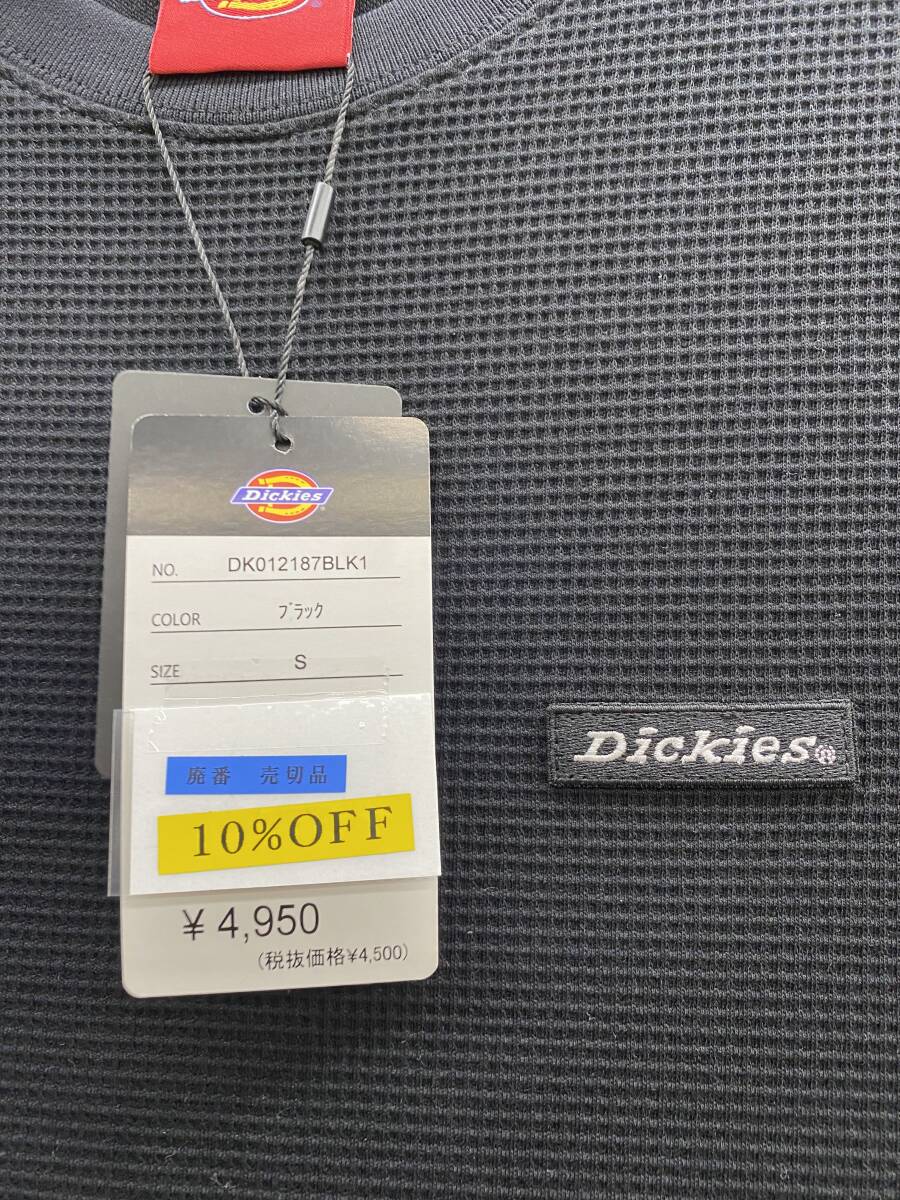 Dickies
NO. DK012187BLK1
COLOR ﾌﾞﾗｯｸ
SIZE S
廃番 売切品
10%OFF
¥ 4,950
(税抜価格¥4,500)
Dickies®